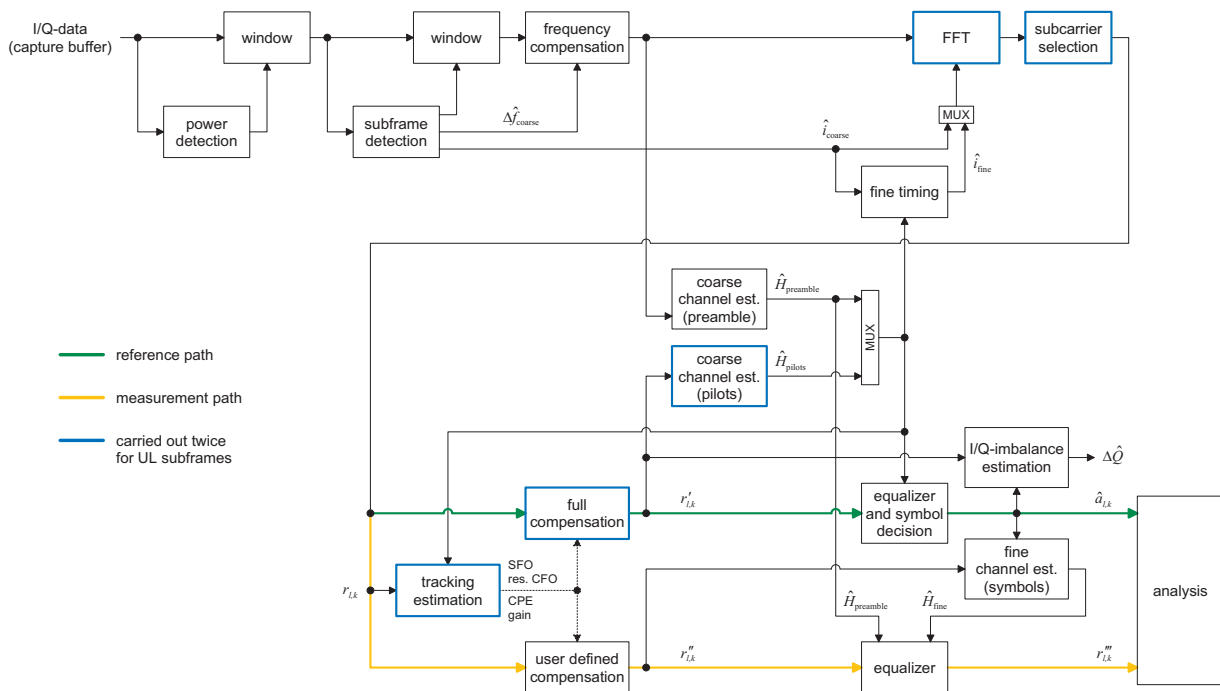 I/Q-data
(capture buffer)
window
window
frequency
compensation
FFT
subcarrier
selection
power
detection
subframe
detection
Δf̂coarse
îcoarse
MUX
îfine
fine timing
coarse
channel est.
(preamble)
Ĥpreamble
MUX
coarse
channel est.
(pilots)
Ĥpilots
reference path
measurement path
carried out twice
for UL subframes
I/Q-imbalance
estimation
ΔQ̂
full
compensation
r′l,k
equalizer
and symbol
decision
âl,k
fine
channel est.
(symbols)
analysis
rl,k
tracking
estimation
SFO
res. CFO
CPE
gain
Ĥpreamble
Ĥfine
user defined
compensation
r″l,k
equalizer
r‴l,k